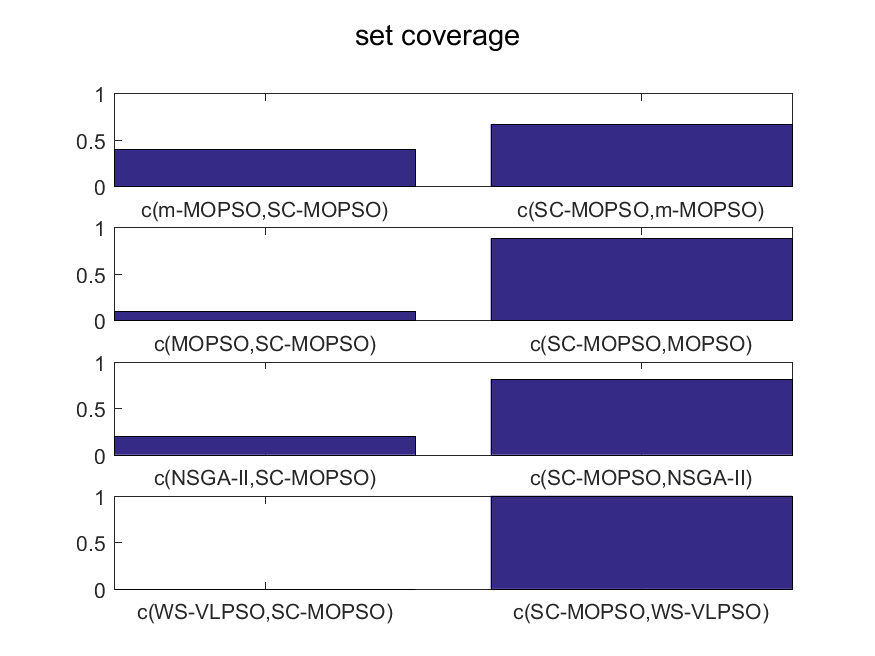 set coverage
1
0.5
0
c(m-MOPSO,SC-MOPSO) c(SC-MOPSO,m-MOPSO)
1
0.5
0
c(MOPSO,SC-MOPSO) c(SC-MOPSO,MOPSO)
1
0.5
0
c(NSGA-II,SC-MOPSO) c(SC-MOPSO,NSGA-II)
1
0.5
0
c(WS-VLPSO,SC-MOPSO) c(SC-MOPSO,WS-VLPSO)